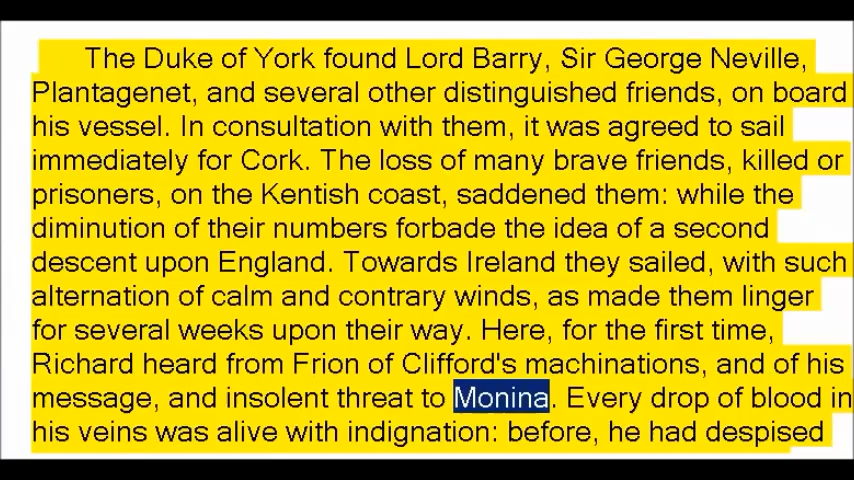 The Duke of York found Lord Barry, Sir George Neville,
Plantagenet, and several other distinguished friends, on board
his vessel. In consultation with them, it was agreed to sail
immediately for Cork. The loss of many brave friends, killed or
prisoners, on the Kentish coast, saddened them: while the
diminution of their numbers forbade the idea of a second
descent upon England. Towards Ireland they sailed, with such
alternation of calm and contrary winds, as made them linger
for several weeks upon their way. Here, for the first time,
Richard heard from Frion of Clifford's machinations, and of his
message, and insolent threat to Monina. Every drop of blood in
his veins was alive with indignation: before, he had despised